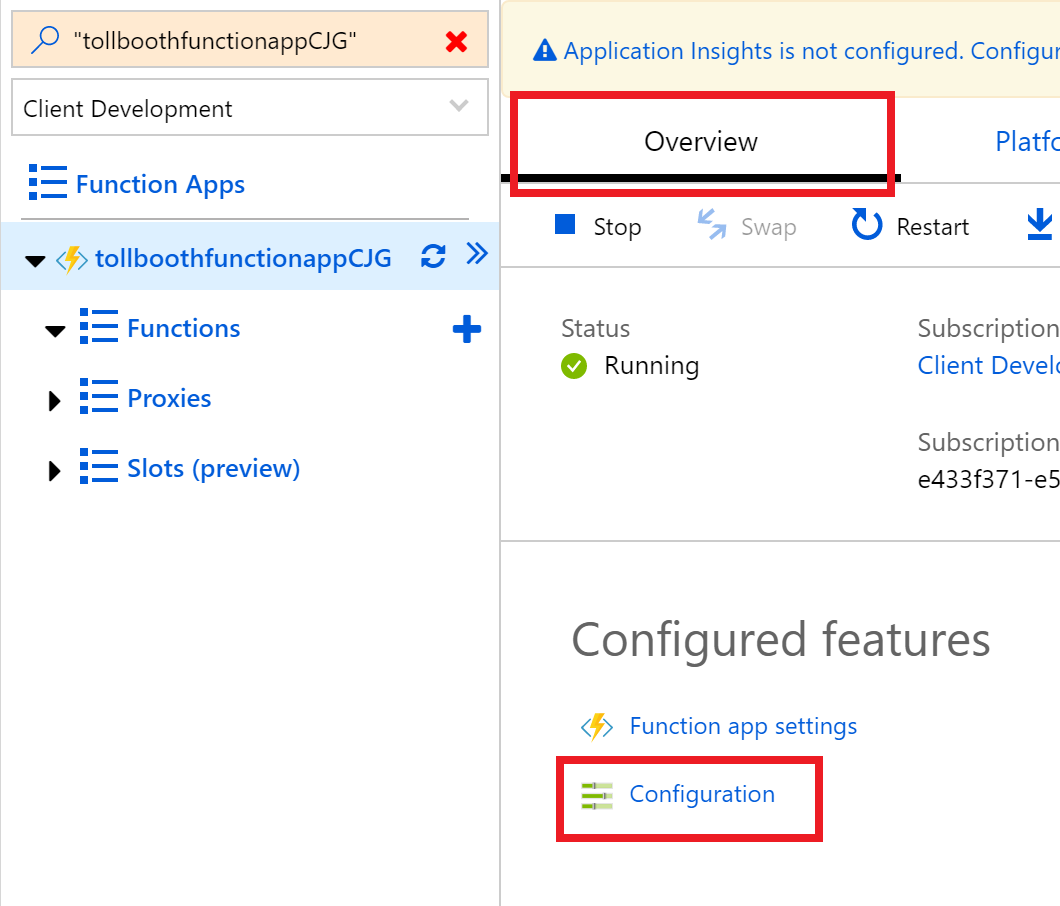 "tollboothfunctionappCJG"
Client Development
Function Apps
tollboothfunctionappCJG
Functions
Proxies
Slots (preview)
Application Insights is not configured. Configur
Overview
Platfo
Stop
Swap
Restart
Status
Running
Subscription
Client Develo
Subscription
e433f371-e5
Configured features
Function app settings
Configuration